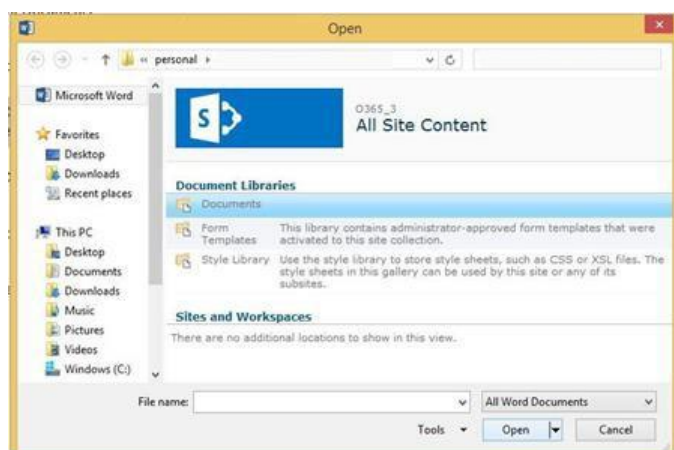 Open
« personal ▸
Microsoft Word
Favorites
Desktop
Downloads
Recent places
This PC
Desktop
Documents
Downloads
Music
Pictures
Videos
Windows (C:)
S
O365_3
All Site Content
Document Libraries
Documents
Form Templates
This library contains administrator-approved form templates that were
activated to this site collection.
Style Library
Use the style library to store style sheets, such as CSS or XSL files. The
style sheets in this gallery can be used by this site or any of its
subsites.
Sites and Workspaces
There are no additional locations to show in this view.
File name:
All Word Documents
Tools
Open
Cancel